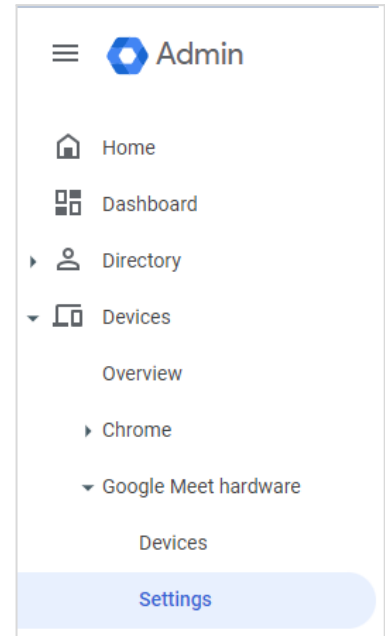 Admin
Home
Dashboard
Directory
Devices
Overview
Chrome
Google Meet hardware
Devices
Settings